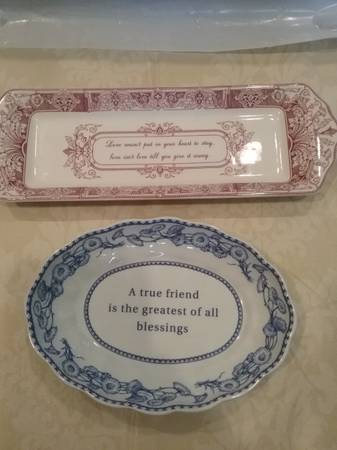 Love wasn't put in your heart to stay.
love isn't love till you give it away
A true friend
is the greatest of all
blessings